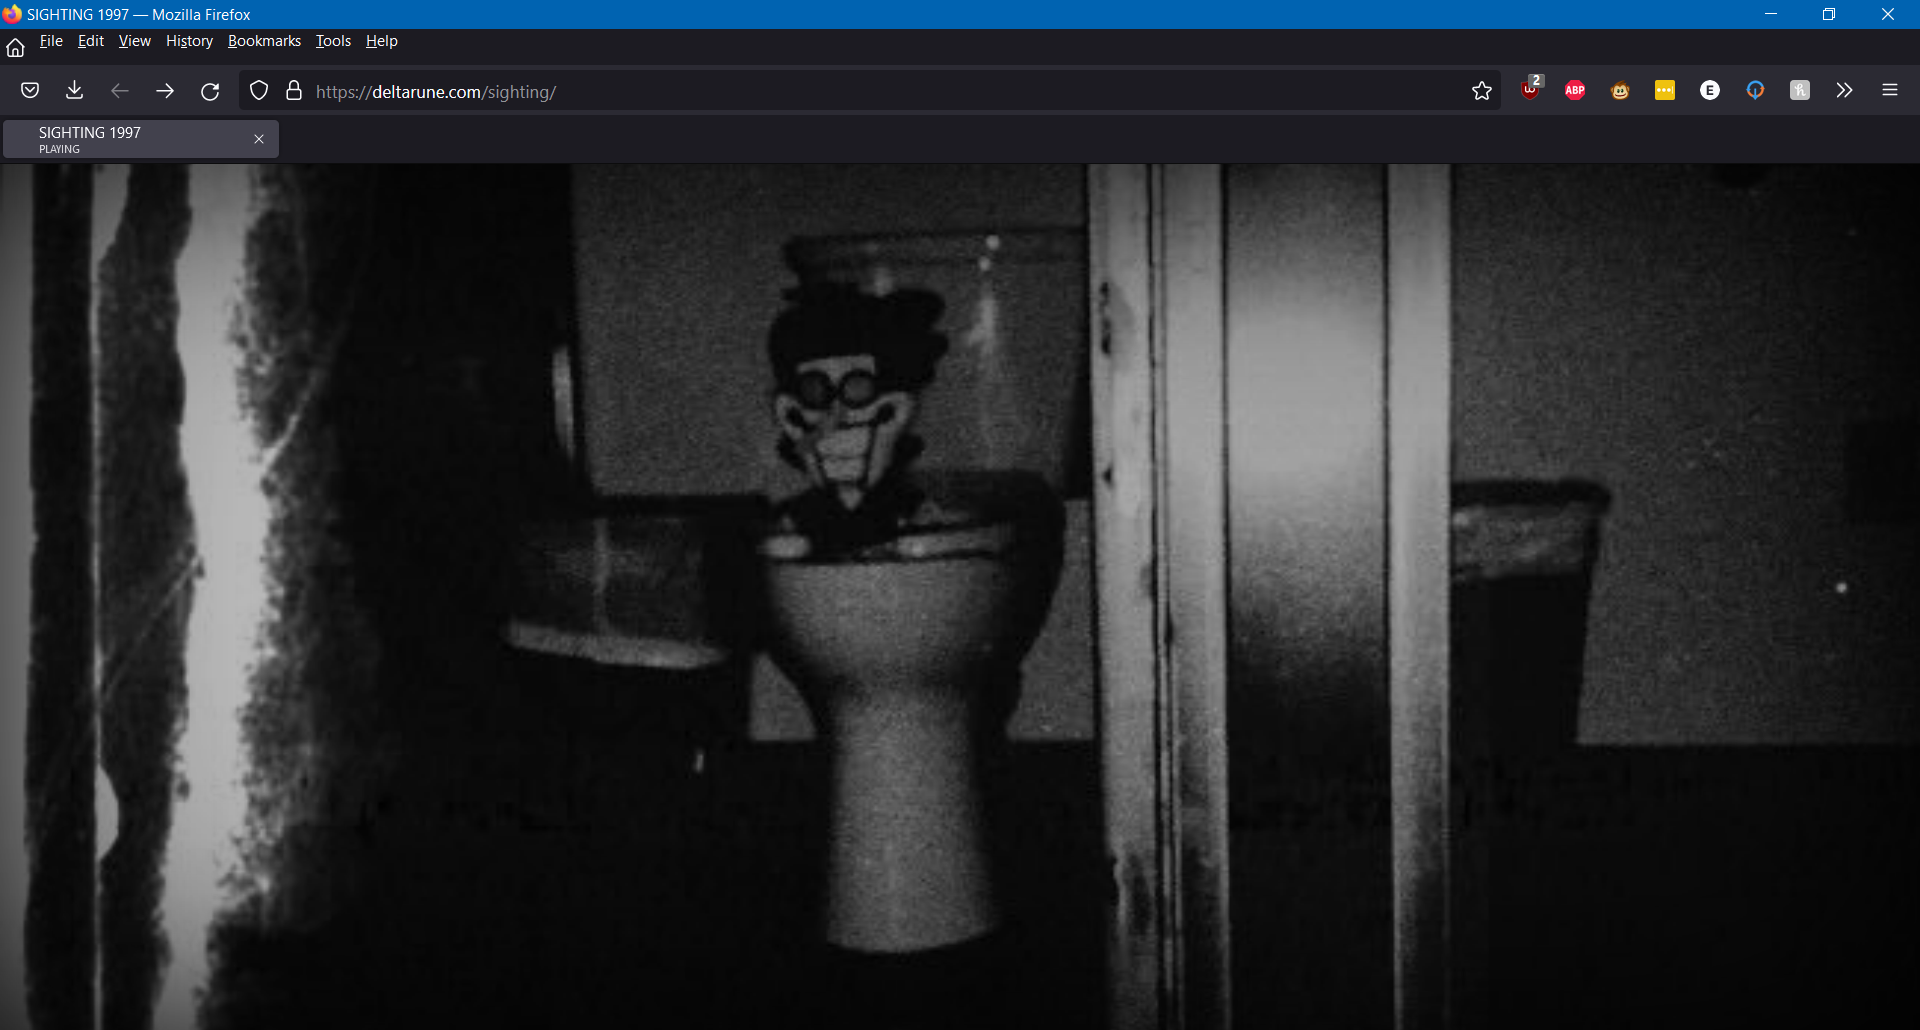 SIGHTING 1997 — Mozilla Firefox
File Edit View History Bookmarks Tools Help
https://deltarune.com/sighting/
2
ABP
E
SIGHTING 1997
PLAYING